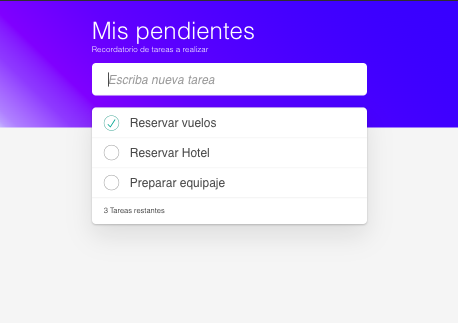 Mis pendientes
Recordatorio de tareas a realizar
Escriba nueva tarea
Reservar vuelos
Reservar Hotel
Preparar equipaje
3 Tareas restantes